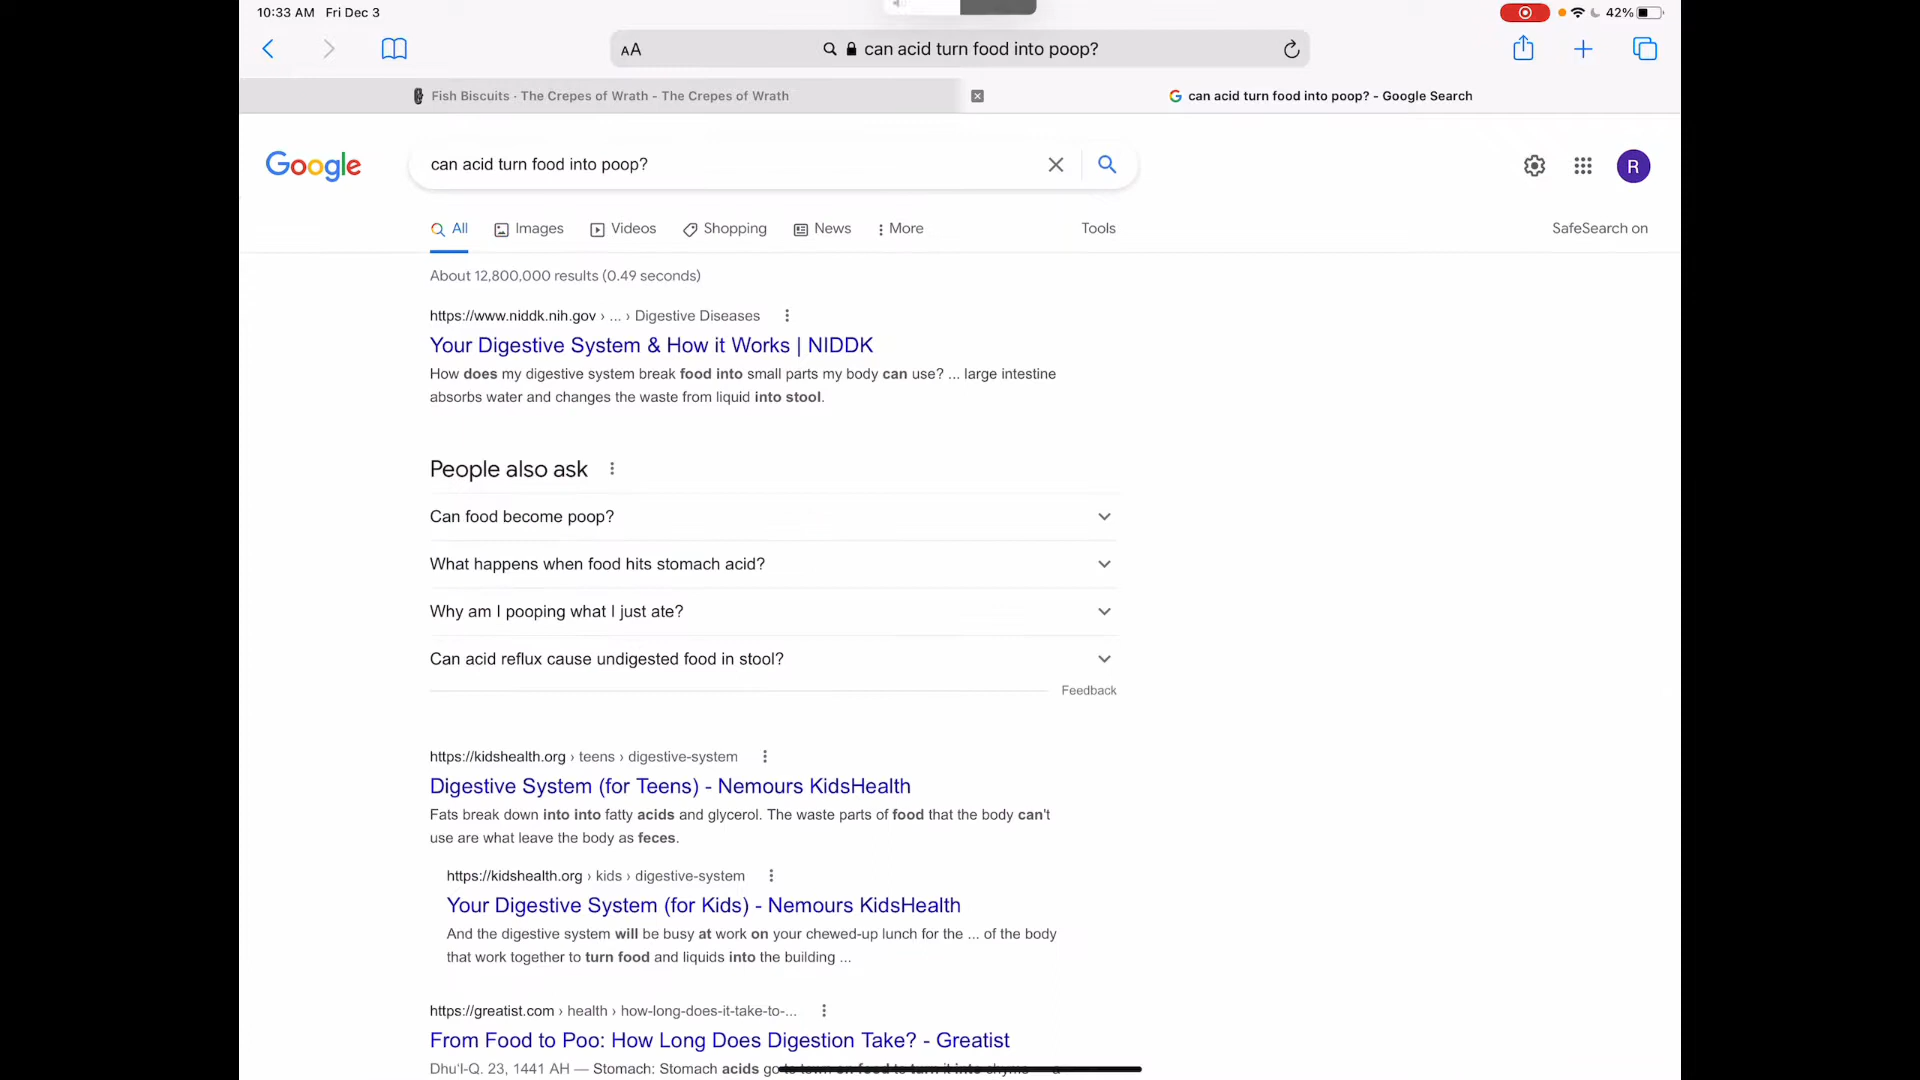 10:33 AM Fri Dec 3
42%
AA
can acid turn food into poop?
Fish Biscuits · The Crepes of Wrath - The Crepes of Wrath
can acid turn food into poop? - Google Search
Google
can acid turn food into poop?
R
All Images Videos Shopping News More Tools SafeSearch on
About 12,800,000 results (0.49 seconds)
https://www.niddk.nih.gov › ... › Digestive Diseases
Your Digestive System & How it Works | NIDDK
How does my digestive system break food into small parts my body can use? ... large intestine
absorbs water and changes the waste from liquid into stool.
People also ask
Can food become poop?
What happens when food hits stomach acid?
Why am I pooping what I just ate?
Can acid reflux cause undigested food in stool?
Feedback
https://kidshealth.org › teens › digestive-system
Digestive System (for Teens) - Nemours KidsHealth
Fats break down into into fatty acids and glycerol. The waste parts of food that the body can't
use are what leave the body as feces.
https://kidshealth.org › kids › digestive-system
Your Digestive System (for Kids) - Nemours KidsHealth
And the digestive system will be busy at work on your chewed-up lunch for the ... of the body
that work together to turn food and liquids into the building ...
https://greatist.com › health › how-long-does-it-take-to-...
From Food to Poo: How Long Does Digestion Take? - Greatist
Dhu'l-Q. 23, 1441 AH — Stomach: Stomach acids go to town on food to turn it into chyme — a